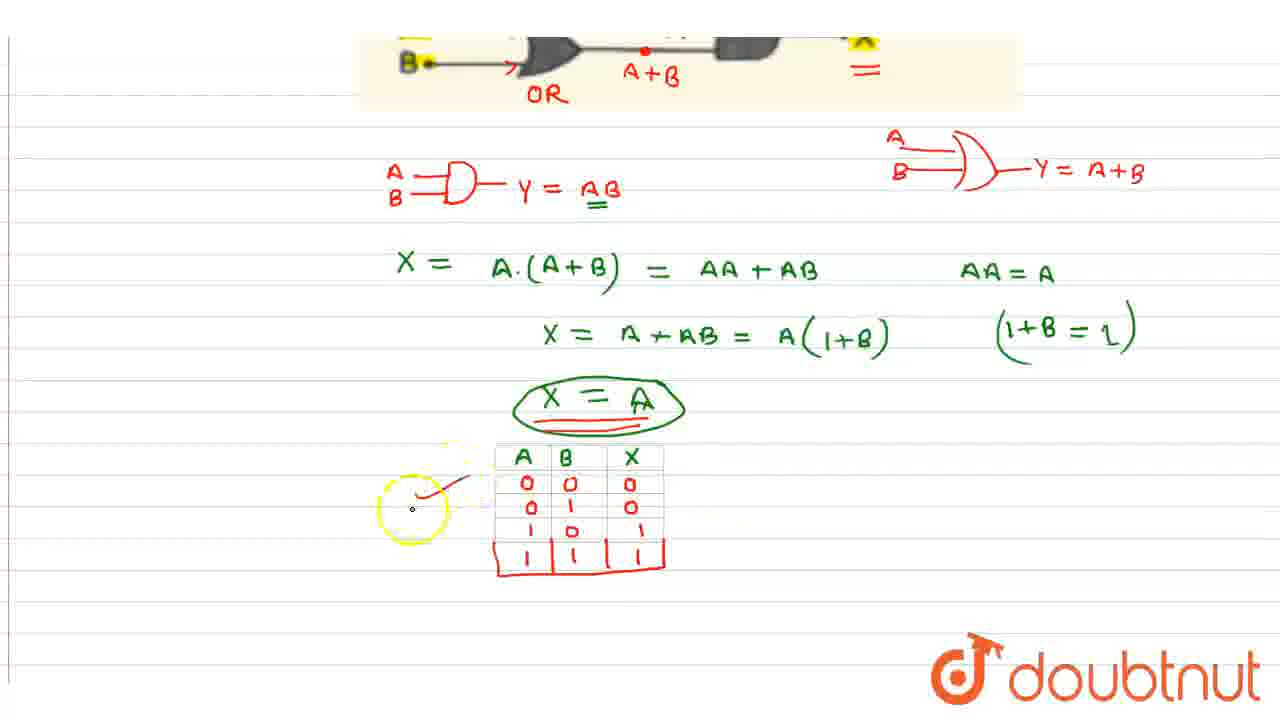 B
X
A+B
OR
A
B
Y = AB
A
B
Y = A+B
X = A.(A+B) = AA + AB
AA = A
X = A + AB = A(1+B)
(1+B = 1)
X = A
A B X
0 0 0
0 1 0
1 0 1
1 1 1
doubtnut